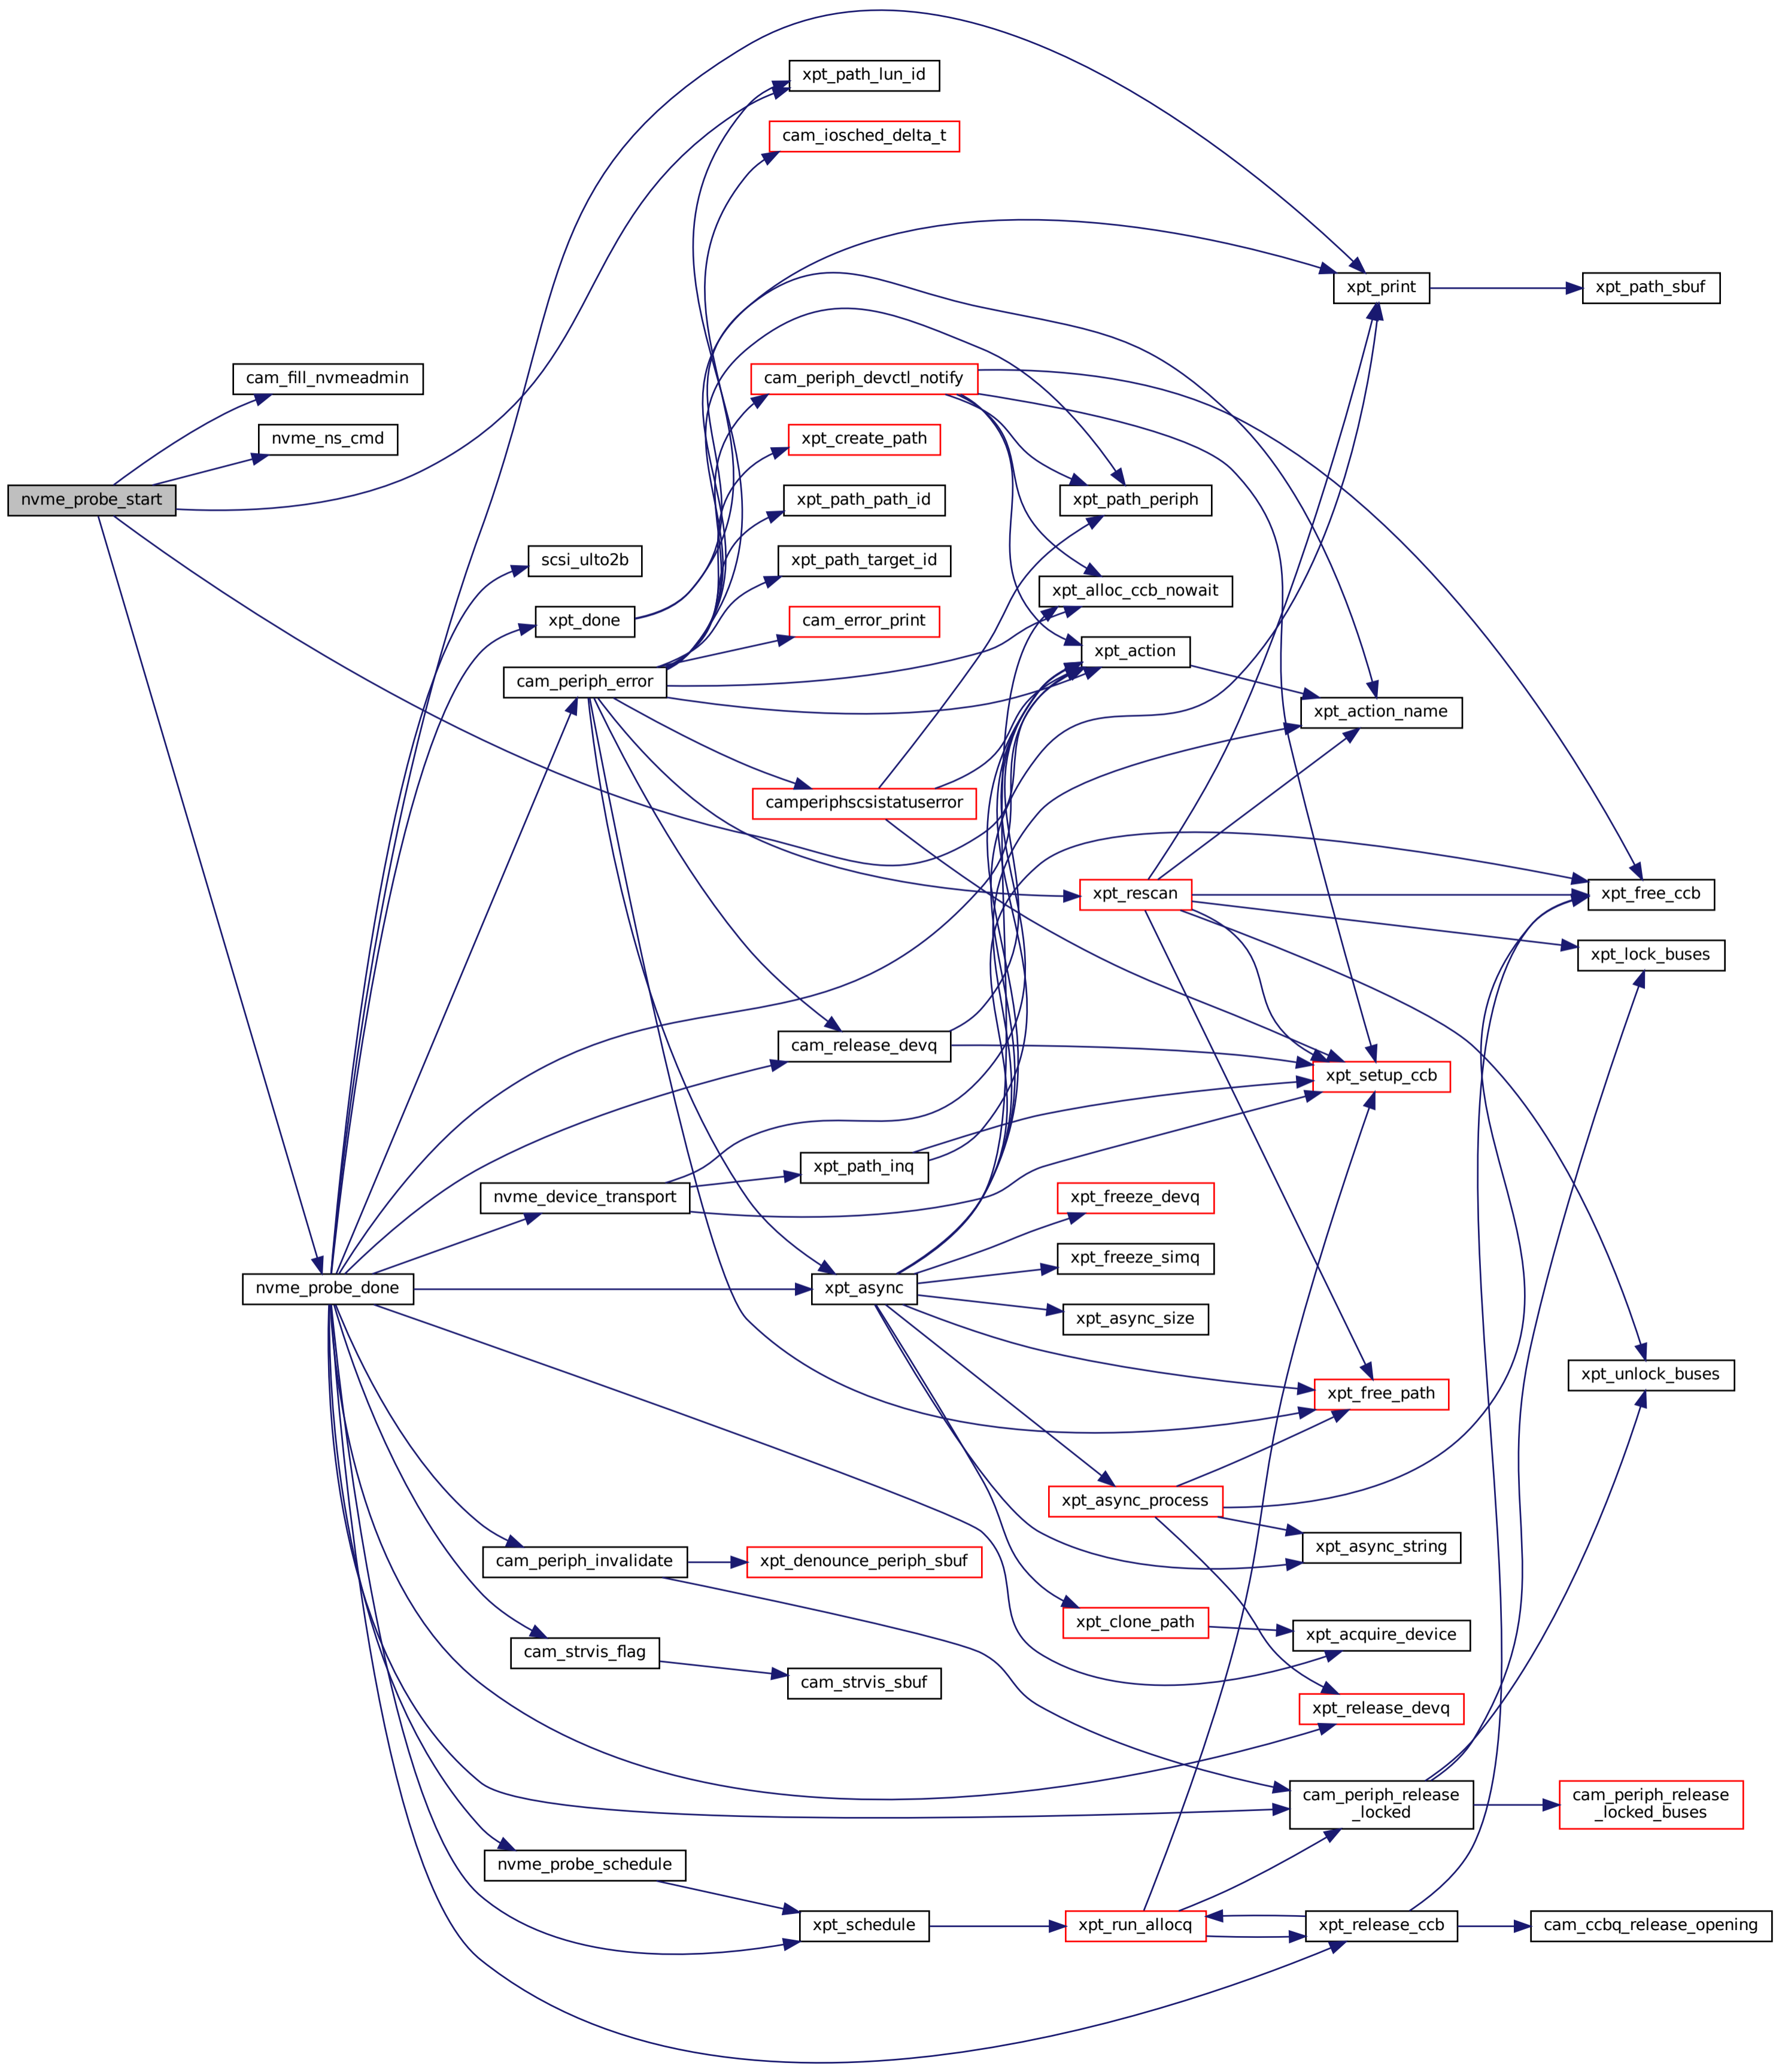 xpt_path_lun_id
cam_iosched_delta_t
xpt_print
xpt_path_sbuf
cam_fill_nvmeadmin
cam_periph_devctl_notify
nvme_ns_cmd
xpt_create_path
nvme_probe_start
xpt_path_path_id
xpt_path_periph
scsi_ulto2b
xpt_path_target_id
xpt_alloc_ccb_nowait
xpt_done
cam_error_print
xpt_action
cam_periph_error
xpt_action_name
camperiphscsistatuserror
xpt_rescan
xpt_free_ccb
xpt_lock_buses
cam_release_devq
xpt_setup_ccb
xpt_path_inq
nvme_device_transport
xpt_freeze_devq
xpt_freeze_simq
nvme_probe_done
xpt_async
xpt_async_size
xpt_unlock_buses
xpt_free_path
xpt_async_process
xpt_async_string
cam_periph_invalidate
xpt_denounce_periph_sbuf
xpt_clone_path
xpt_acquire_device
cam_strvis_flag
cam_strvis_sbuf
xpt_release_devq
cam_periph_release
_locked
cam_periph_release
_locked_buses
nvme_probe_schedule
xpt_schedule
xpt_run_allocq
xpt_release_ccb
cam_ccbq_release_opening